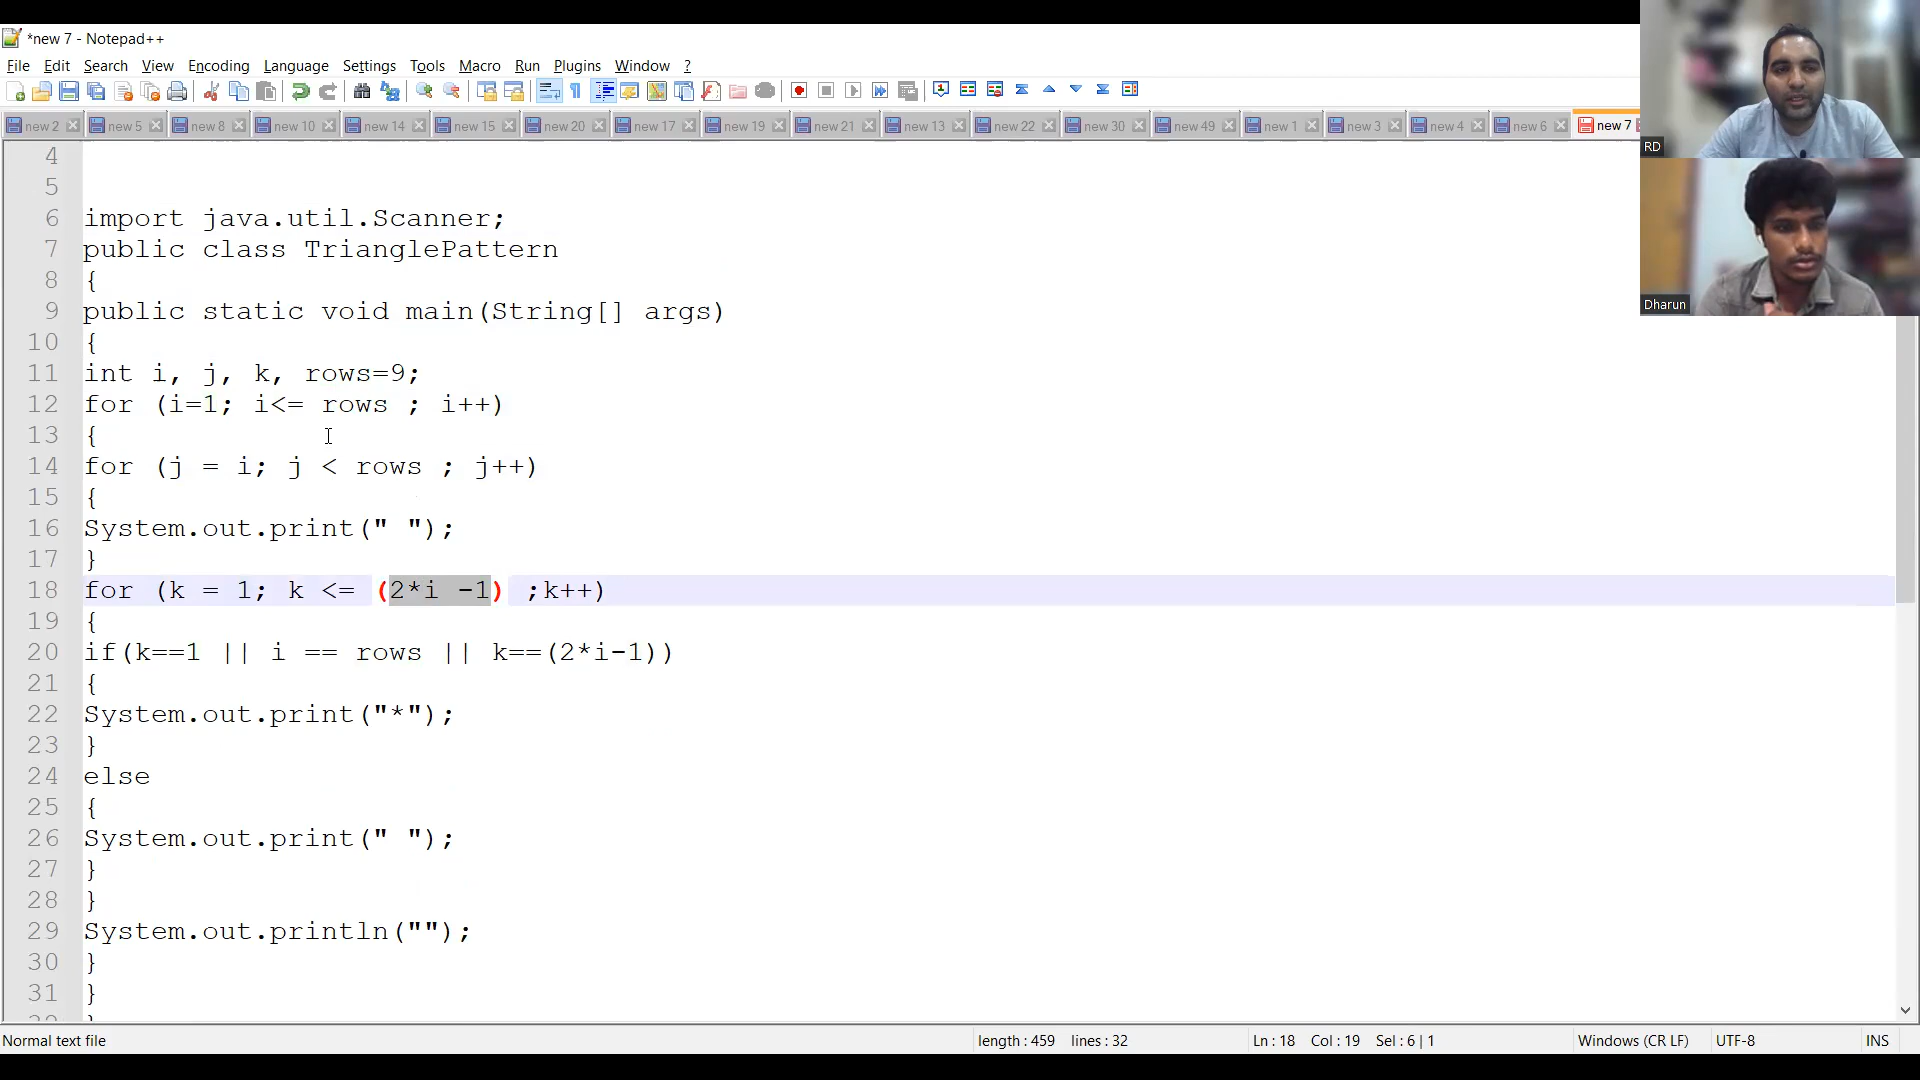 *new 7 - Notepad++
File Edit Search View Encoding Language Settings Tools Macro Run Plugins Window ?
new 2 new 5 new 8 new 10 new 14 new 15 new 20 new 17 new 19 new 21 new 13 new 22 new 30 new 49 new 1 new 3 new 4 new 6 new 7
RD
Dharun
4
5
6 import java.util.Scanner;
7 public class TrianglePattern
8 {
9 public static void main(String[] args)
10 {
11 int i, j, k, rows=9;
12 for (i=1; i<= rows ; i++)
13 {
14 for (j = i; j < rows ; j++)
15 {
16 System.out.print(" ");
17 }
18 for (k = 1; k <= (2*i -1) ;k++)
19 {
20 if(k==1 || i == rows || k==(2*i-1))
21 {
22 System.out.print("*");
23 }
24 else
25 {
26 System.out.print(" ");
27 }
28 }
29 System.out.println("");
30 }
31 }
Normal text file length : 459 lines : 32 Ln : 18 Col : 19 Sel : 6 | 1 Windows (CR LF) UTF-8 INS